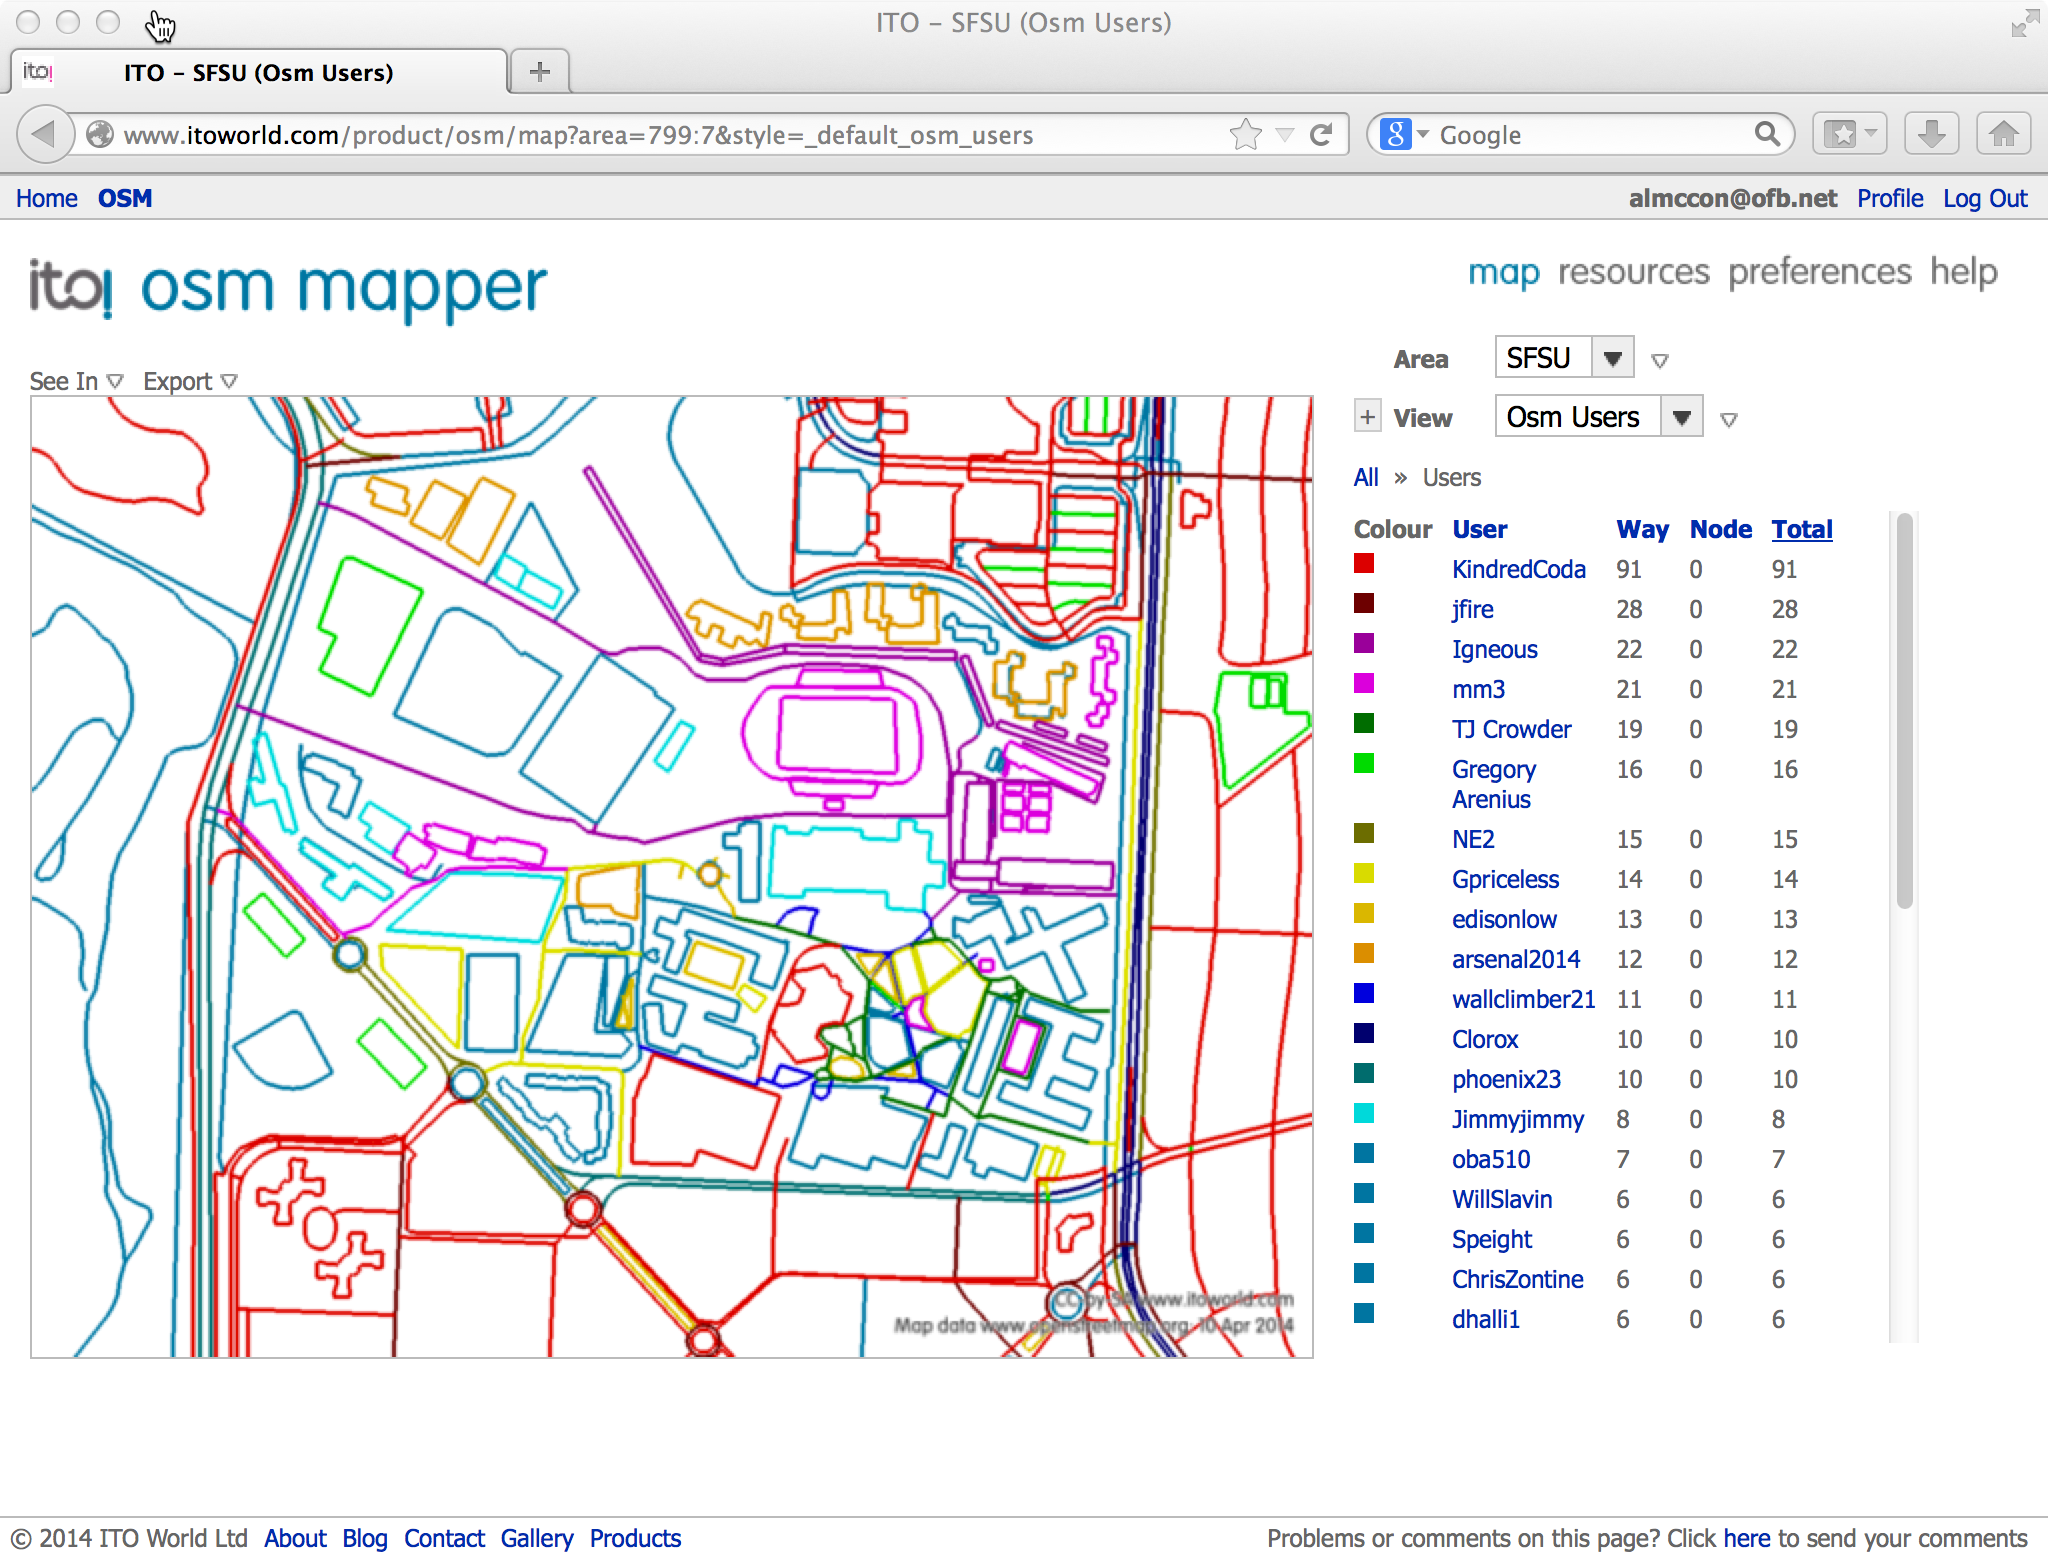 ITO – SFSU (Osm Users)
ito! ITO – SFSU (Osm Users)
www.itoworld.com/product/osm/map?area=799:7&style=_default_osm_users
g Google
Home OSM
almccon@ofb.net Profile Log Out
ito! osm mapper
map resources preferences help
Area SFSU
See In Export
+ View Osm Users
All » Users
Colour User Way Node Total
KindredCoda 91 0 91
jfire 28 0 28
Igneous 22 0 22
mm3 21 0 21
TJ Crowder 19 0 19
Gregory 16 0 16
Arenius
NE2 15 0 15
Gpriceless 14 0 14
edisonlow 13 0 13
arsenal2014 12 0 12
wallclimber21 11 0 11
Clorox 10 0 10
phoenix23 10 0 10
Jimmyjimmy 8 0 8
oba510 7 0 7
WillSlavin 6 0 6
Speight 6 0 6
ChrisZontine 6 0 6
dhalli1 6 0 6
CC by SA www.itoworld.com
Map data www.openstreetmap.org: 10 Apr 2014
© 2014 ITO World Ltd About Blog Contact Gallery Products
Problems or comments on this page? Click here to send your comments